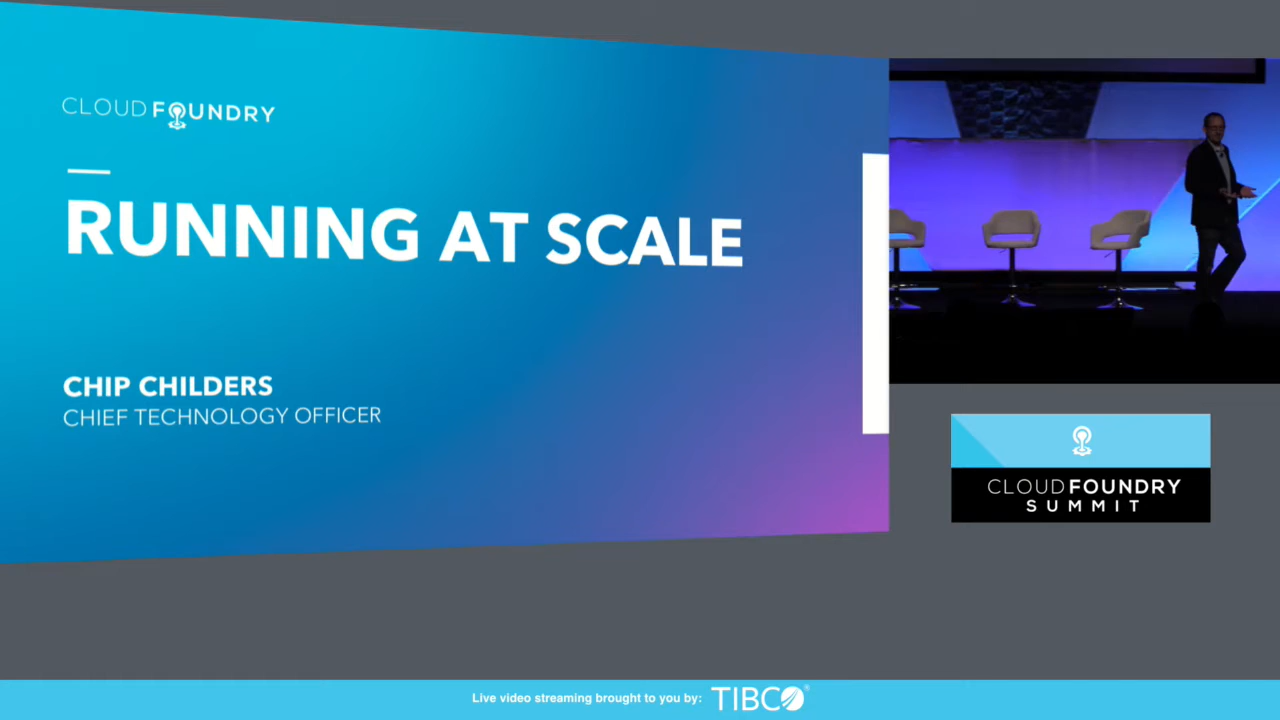 CLOUD FOUNDRY
RUNNING AT SCALE
CHIP CHILDERS
CHIEF TECHNOLOGY OFFICER
CLOUD FOUNDRY
SUMMIT
Live video streaming brought to you by: TIBCO®